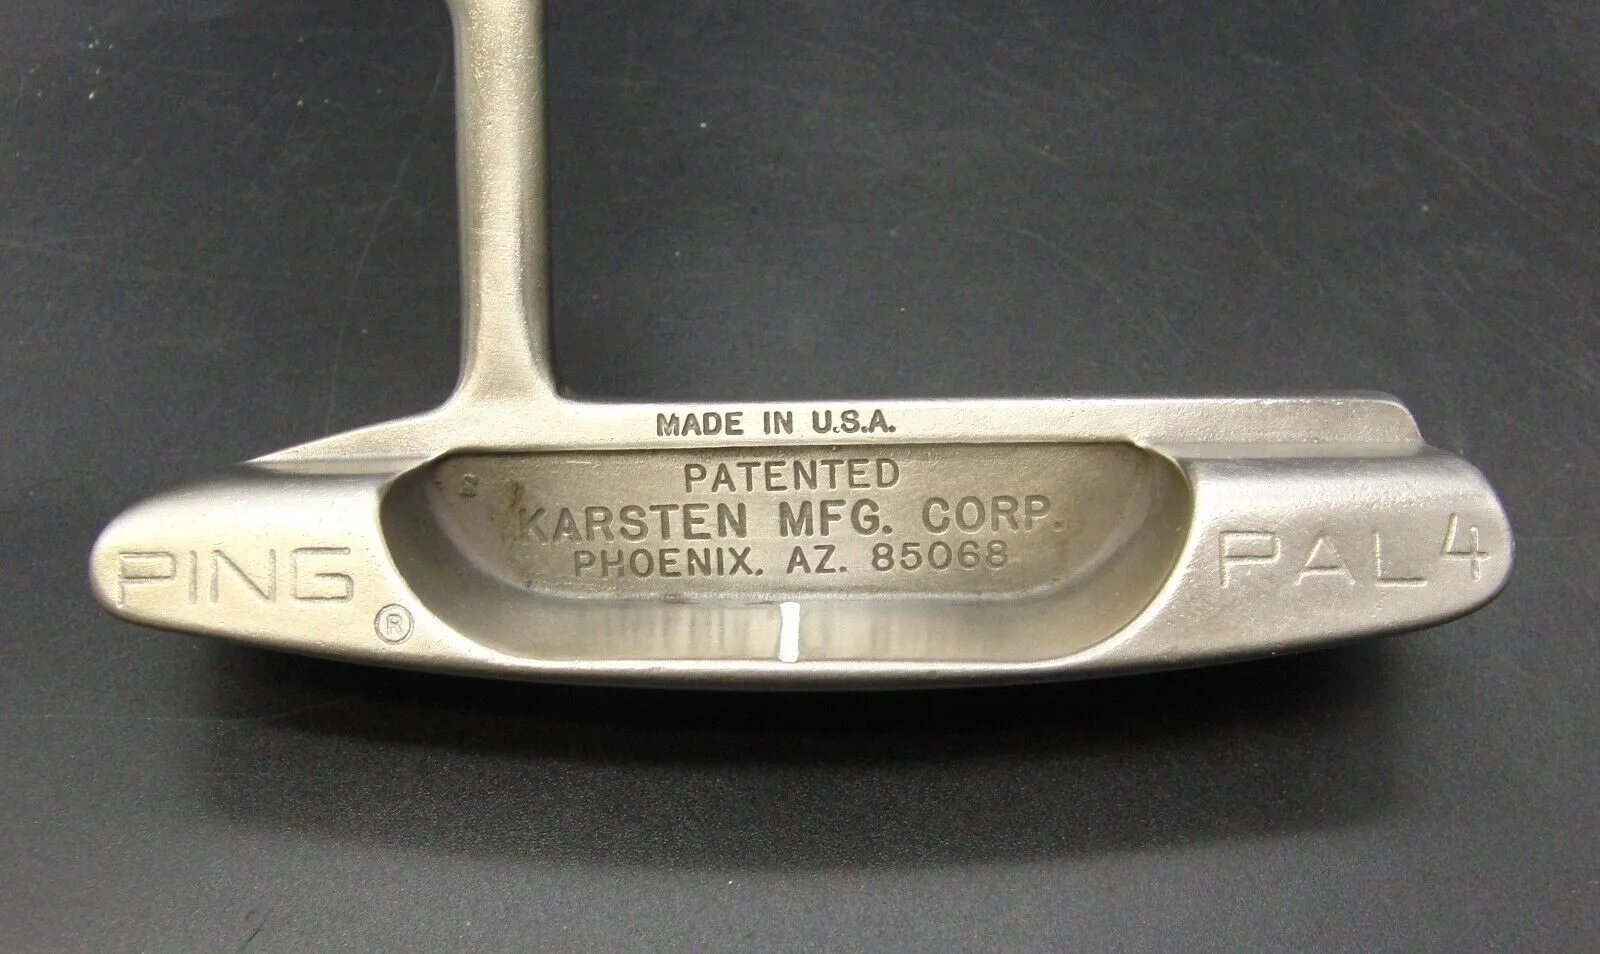 MADE IN U.S.A.
PATENTED
KARSTEN MFG. CORP.
PHOENIX, AZ. 85068
PING ®
PAL 4